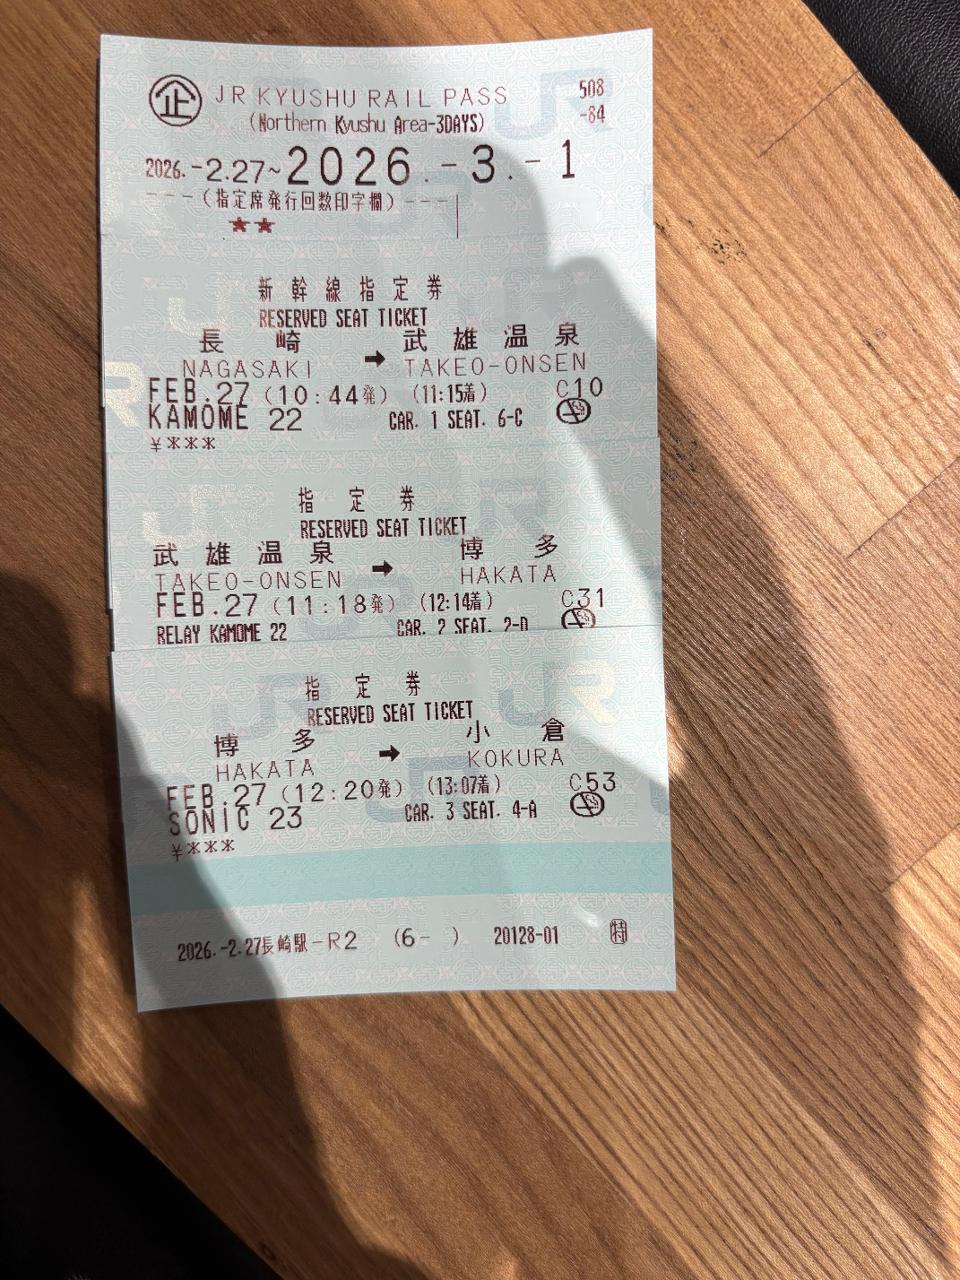 企 JR KYUSHU RAIL PASS 508
(Northern Kyushu Area-3DAYS) -84
2026.-2.27~2026.-3.-1
---(指定席発行回数印字欄)---
★★
新幹線指定券
RESERVED SEAT TICKET
長崎 → 武雄温泉
NAGASAKI TAKEO-ONSEN
FEB.27 (10:44発) (11:15着) C10
KAMOME 22 CAR. 1 SEAT. 6-C
¥***
指定券
RESERVED SEAT TICKET
武雄温泉 → 博多
TAKEO-ONSEN HAKATA
FEB.27 (11:18発) (12:14着) C31
RELAY KAMOME 22 CAR. 2 SEAT. 2-D
指定券
RESERVED SEAT TICKET
博多 → 小倉
HAKATA KOKURA
FEB.27 (12:20発) (13:07着) C53
SONIC 23 CAR. 3 SEAT. 4-A
¥***
2026.-2.27長崎駅-R2 (6- ) 20128-01 特